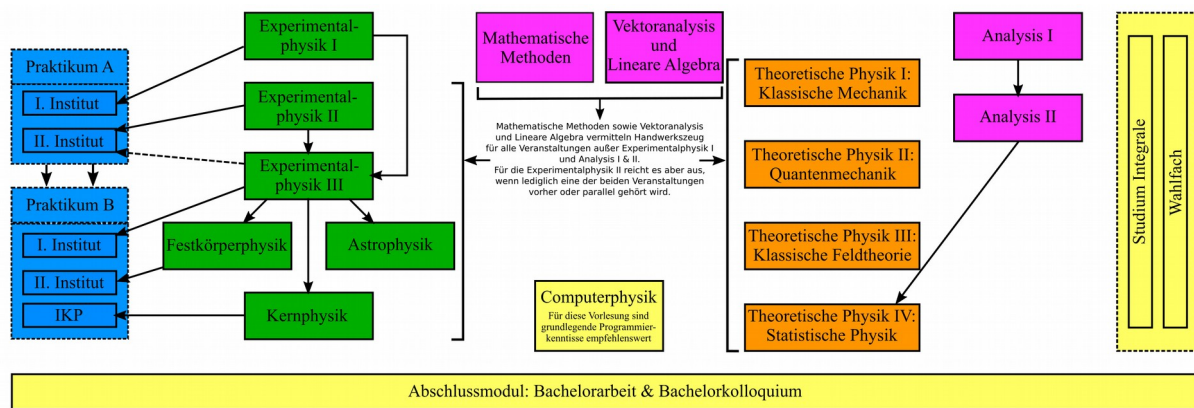 Praktikum A
I. Institut
II. Institut
Praktikum B
I. Institut
II. Institut
IKP
Experimental-
physik I
Experimental-
physik II
Experimental-
physik III
Festkörperphysik
Astrophysik
Kernphysik
Mathematische
Methoden
Vektoranalysis
und
Lineare Algebra
Mathematische Methoden sowie Vektoranalysis
und Lineare Algebra vermitteln Handwerkszeug
für alle Veranstaltungen außer Experimentalphysik I
und Analysis I & II.
Für die Experimentalphysik II reicht es aber aus,
wenn lediglich eine der beiden Veranstaltungen
vorher oder parallel gehört wird.
Computerphysik
Für diese Vorlesung sind
grundlegende Programmier-
kenntisse empfehlenswert
Theoretische Physik I:
Klassische Mechanik
Theoretische Physik II:
Quantenmechanik
Theoretische Physik III:
Klassische Feldtheorie
Theoretische Physik IV:
Statistische Physik
Analysis I
Analysis II
Studium Integrale
Wahlfach
Abschlussmodul: Bachelorarbeit & Bachelorkolloquium